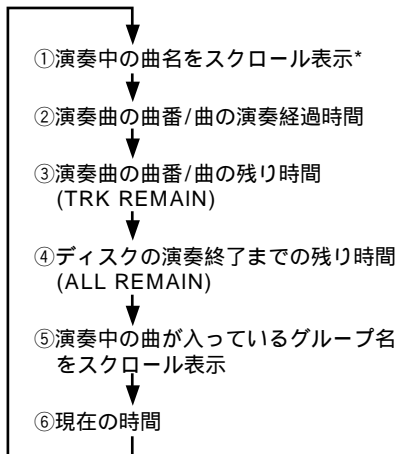 ①演奏中の曲名をスクロール表示*
②演奏曲の曲番/曲の演奏経過時間
③演奏曲の曲番/曲の残り時間
(TRK REMAIN)
④ディスクの演奏終了までの残り時間
(ALL REMAIN)
⑤演奏中の曲が入っているグループ名
をスクロール表示
⑥現在の時間